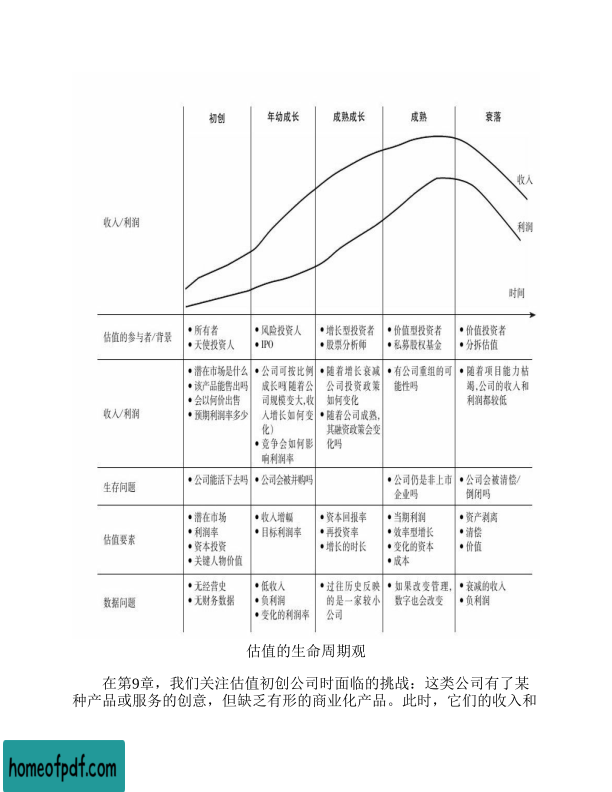 初创 年幼成长 成熟成长 成熟 衰落
收入
收入/利润
利润
时间
估值的参与者/背景
•所有者
•天使投资人
•风险投资人
•IPO
•增长型投资者
•股票分析师
•价值型投资者
•私募股权基金
•价值投资者
•分拆估值
收入/利润
•潜在市场是什么
•该产品能售出吗
•会以何价出售
•预期利润率多少
•公司可按比例
成长吗(随着公
司规模变大,收
入增长如何变
化)
•竞争会如何影
响利润率
•随着增长衰减
公司投资政策
如何变化
•随着公司成熟,
其融资政策会变
化吗
•有公司重组的可
能性吗
•随着项目能力枯
竭,公司的收入和
利润都较低
生存问题
•公司能活下去吗
•公司会被并购吗
•公司仍是非上市
企业吗
•公司会被清偿/
倒闭吗
估值要素
•潜在市场
•利润率
•资本投资
•关键人物价值
•收入增幅
•目标利润率
•资本回报率
•再投资率
•增长的时长
•当期利润
•效率型增长
•变化的资本
•成本
•资产剥离
•清偿
•价值
数据问题
•无经营史
•无财务数据
•低收入
•负利润
•变化的利润率
•过往历史反映
的是一家较小
公司
•如果改变管理,
数字也会改变
•衰减的收入
•负利润
估值的生命周期观
在第9章，我们关注估值初创公司时面临的挑战：这类公司有了某
种产品或服务的创意，但缺乏有形的商业化产品。此时，它们的收入和
homeofpdf.com